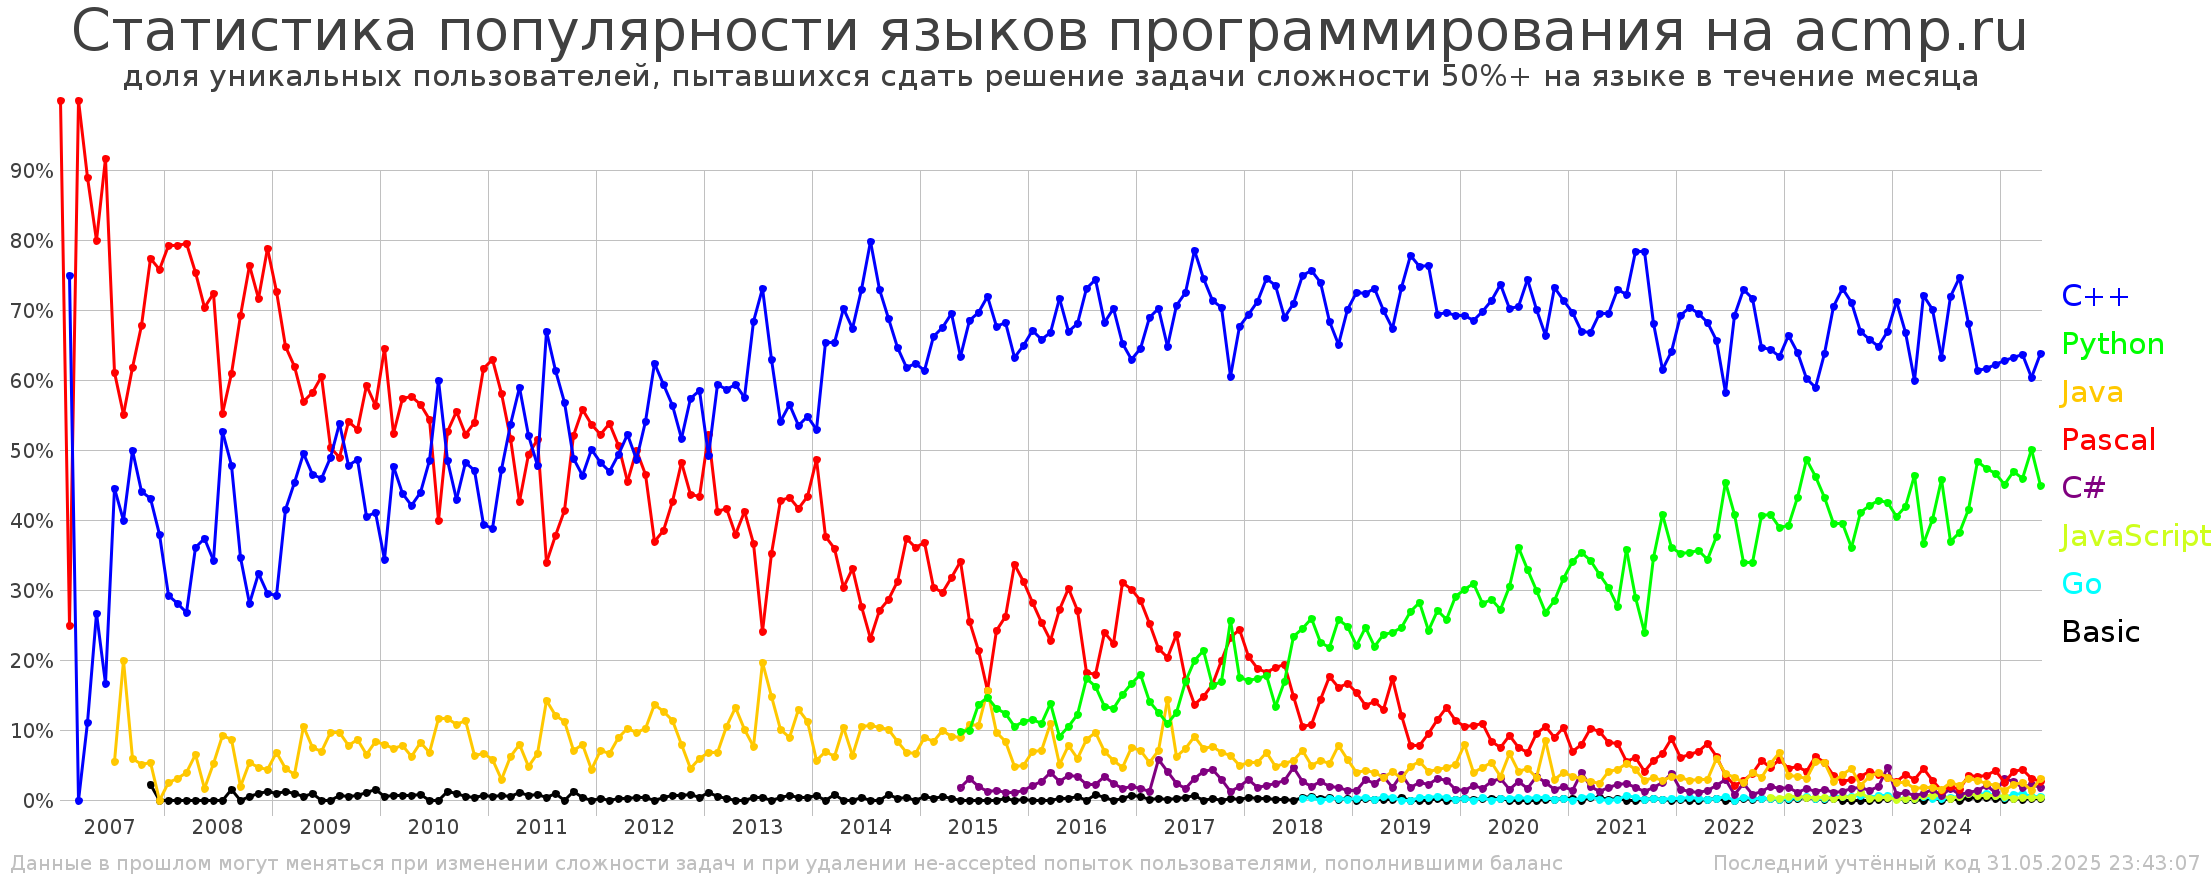 Статистика популярности языков программирования на acmp.ru
доля уникальных пользователей, пытавшихся сдать решение задачи сложности 50%+ на языке в течение месяца
90%
80%
70%
60%
50%
40%
30%
20%
10%
0%
C++
Python
Java
Pascal
C#
JavaScript
Go
Basic
2007 2008 2009 2010 2011 2012 2013 2014 2015 2016 2017 2018 2019 2020 2021 2022 2023 2024
Данные в прошлом могут меняться при изменении сложности задач и при удалении не-accepted попыток пользователями, пополнившими баланс
Последний учтённый код 31.05.2025 23:43:07